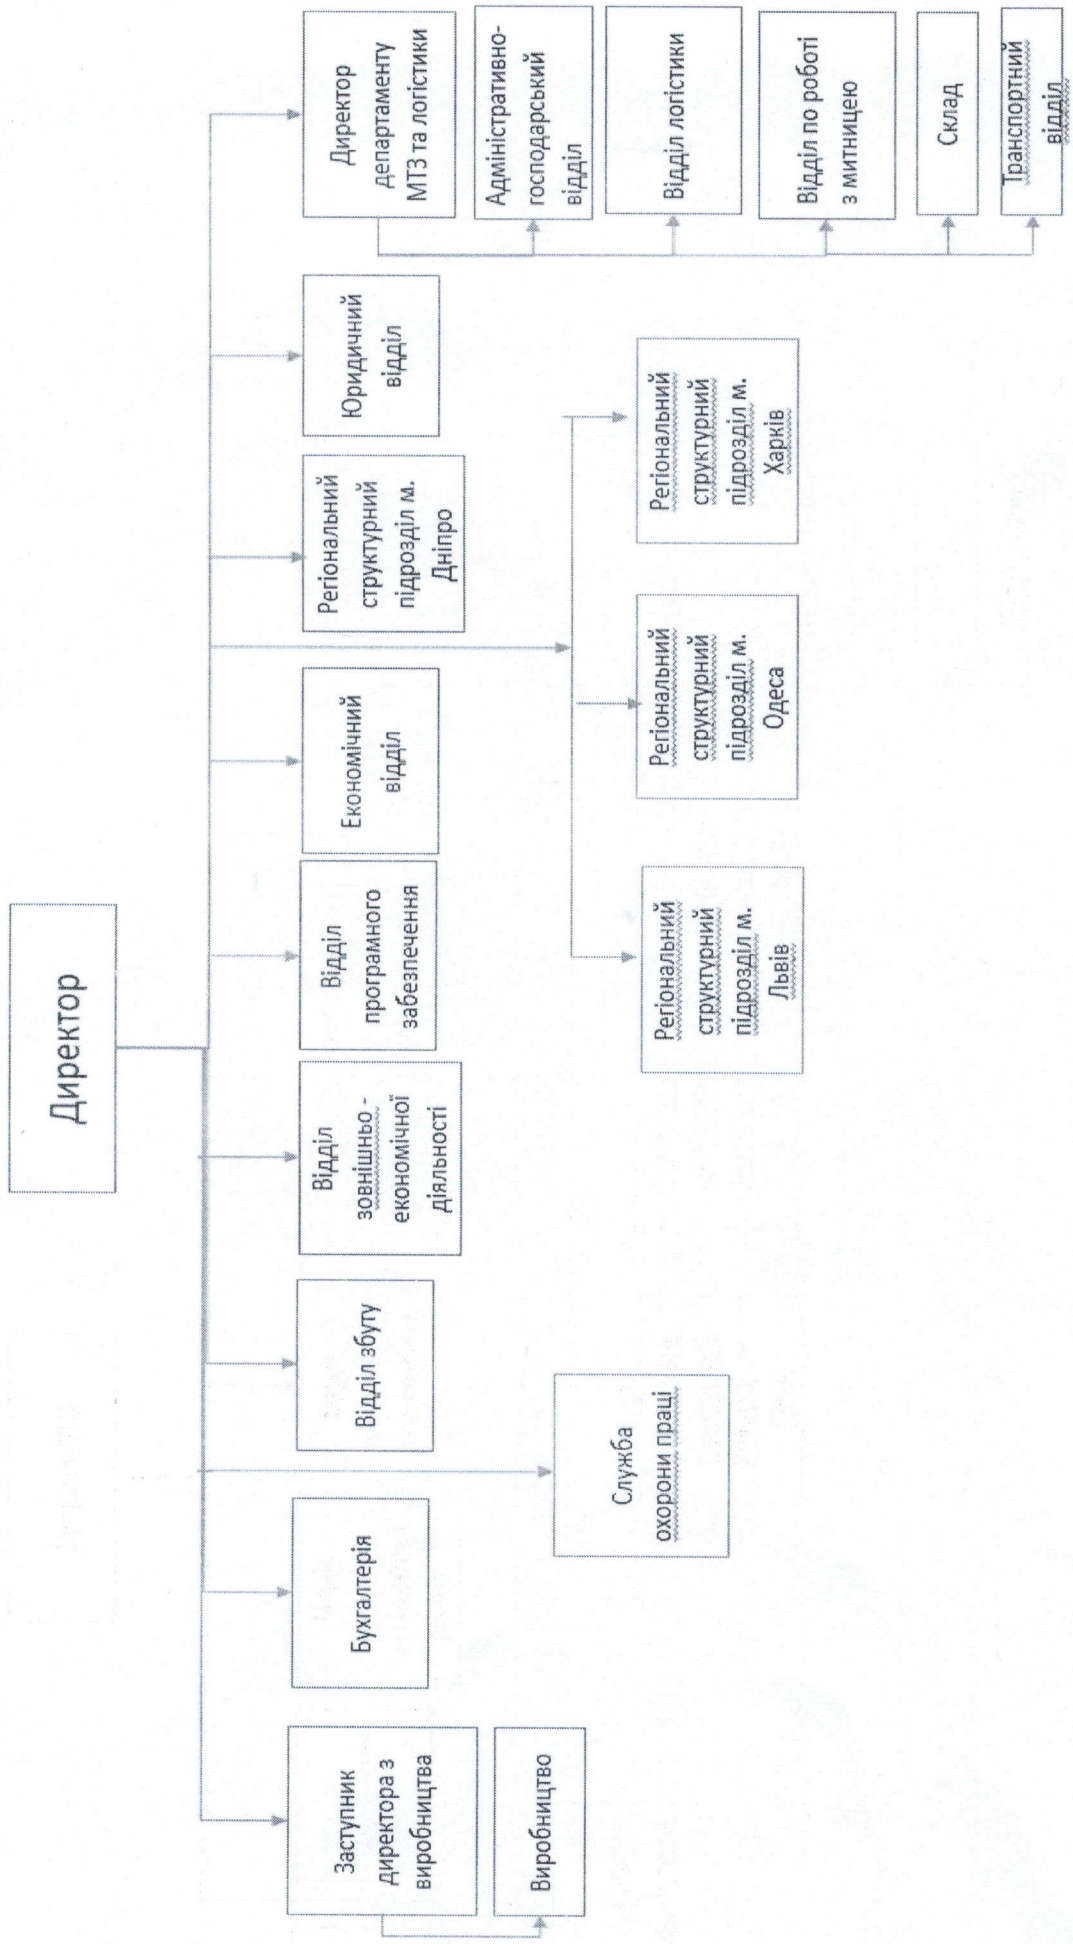 Директор
Заступник
директора з
виробництва
Виробництво
Бухгалтерія
Служба
охорони праці
Відділ збуту
Відділ
зовнішньо -
економічної
діяльності
Відділ
програмного
забезпечення
Економічний
відділ
Регіональний
структурний
підрозділ м.
Дніпро
Юридичний
відділ
Директор
департаменту
МТЗ та логістики
Адміністративно-
господарський
відділ
Відділ логістики
Відділ по роботі
з митницею
Склад
Транспортний
відділ
Регіональний
структурний
підрозділ м.
Львів
Регіональний
структурний
підрозділ м.
Одеса
Регіональний
структурний
підрозділ м.
Харків